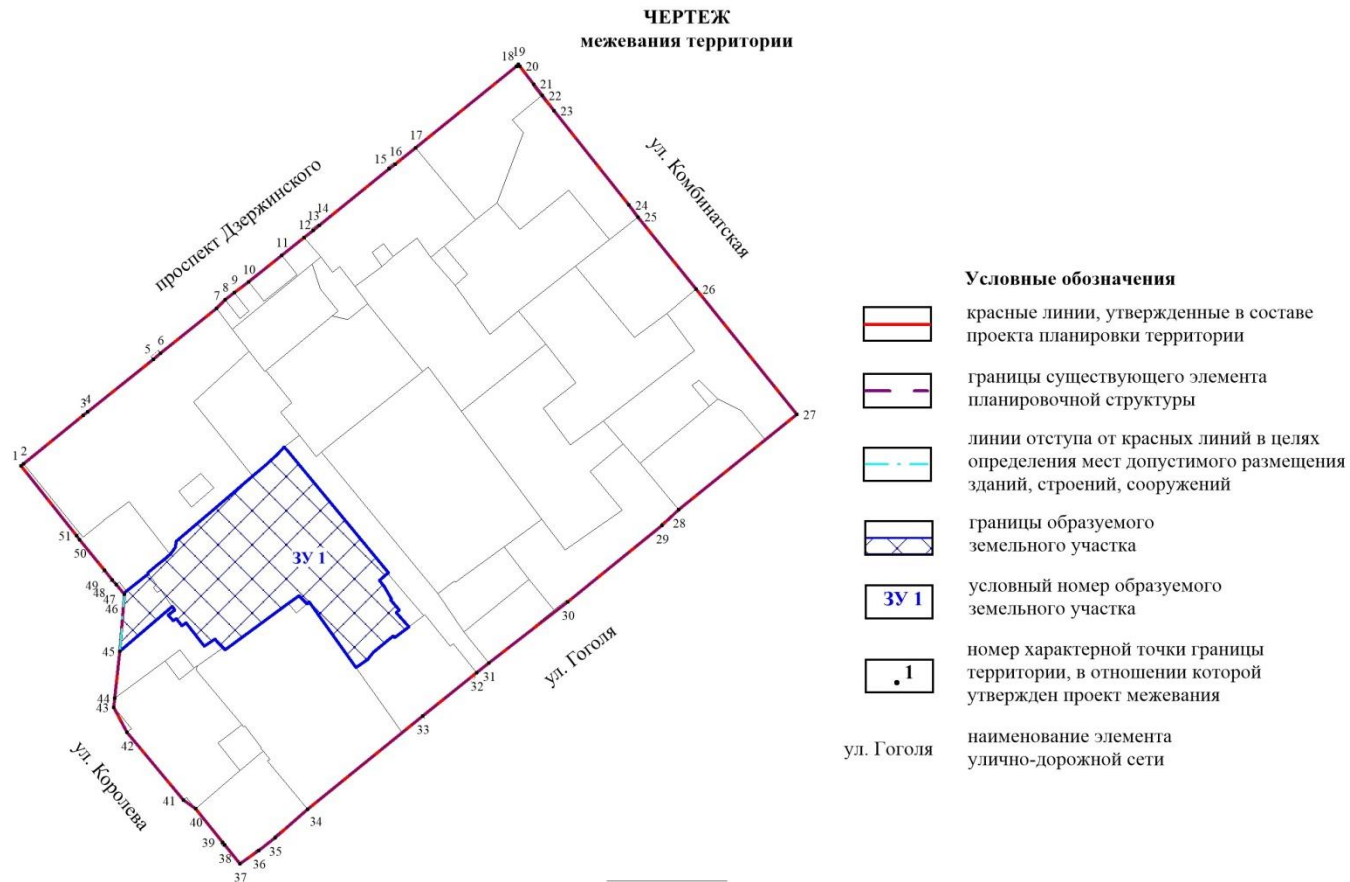 ЧЕРТЕЖ
межевания территории
проспект Дзержинского
ул. Комбинатская
ул. Гоголя
ул. Королева
ЗУ 1
1
2
3
4
5
6
7
8
9
10
11
12
13
14
15
16
17
18
19
20
21
22
23
24
25
26
27
28
29
30
31
32
33
34
35
36
37
38
39
40
41
42
43
44
45
46
47
48
49
50
51
Условные обозначения
красные линии, утвержденные в составе
проекта планировки территории
границы существующего элемента
планировочной структуры
линии отступа от красных линий в целях
определения мест допустимого размещения
зданий, строений, сооружений
границы образуемого
земельного участка
ЗУ 1
условный номер образуемого
земельного участка
1
номер характерной точки границы
территории, в отношении которой
утвержден проект межевания
ул. Гоголя
наименование элемента
улично-дорожной сети